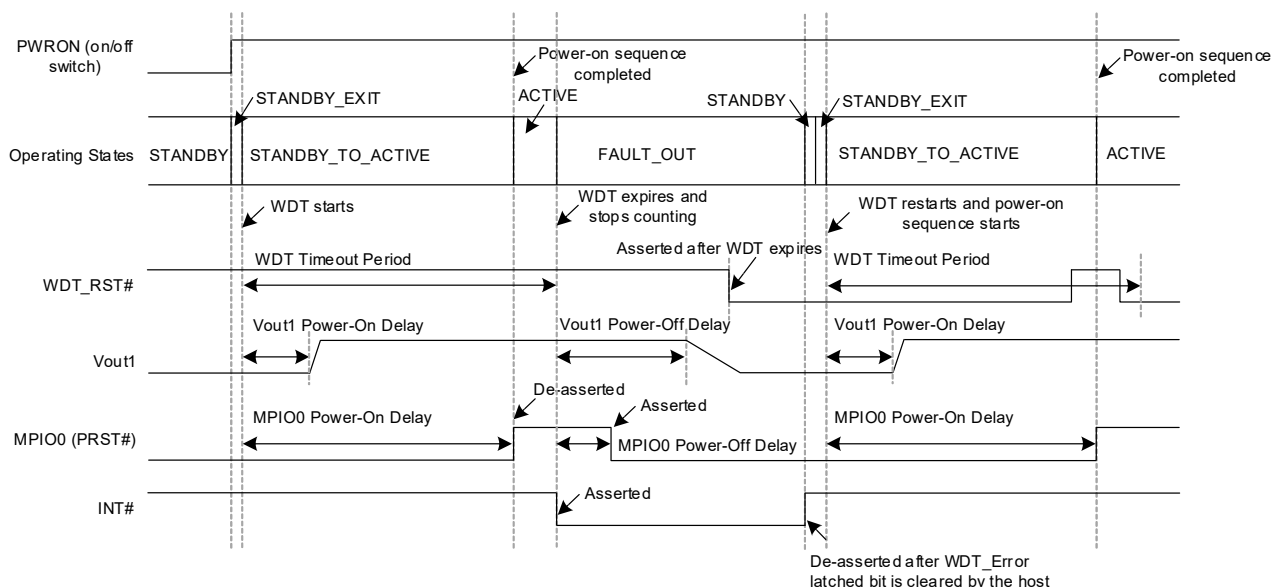 PWRON (on/off
switch)
Power-on sequence
completed
Power-on sequence
completed
STANDBY_EXIT
ACTIVE
STANDBY
STANDBY_EXIT
Operating States
STANDBY
STANDBY_TO_ACTIVE
FAULT_OUT
STANDBY_TO_ACTIVE
ACTIVE
WDT starts
WDT expires and
stops counting
WDT restarts and power-on
sequence starts
Asserted after WDT expires
WDT_RST#
WDT Timeout Period
WDT Timeout Period
Vout1
Vout1 Power-On Delay
Vout1 Power-Off Delay
Vout1 Power-On Delay
De-asserted
Asserted
MPIO0 (PRST#)
MPIO0 Power-On Delay
MPIO0 Power-Off Delay
MPIO0 Power-On Delay
INT#
Asserted
De-asserted after WDT_Error
latched bit is cleared by the host